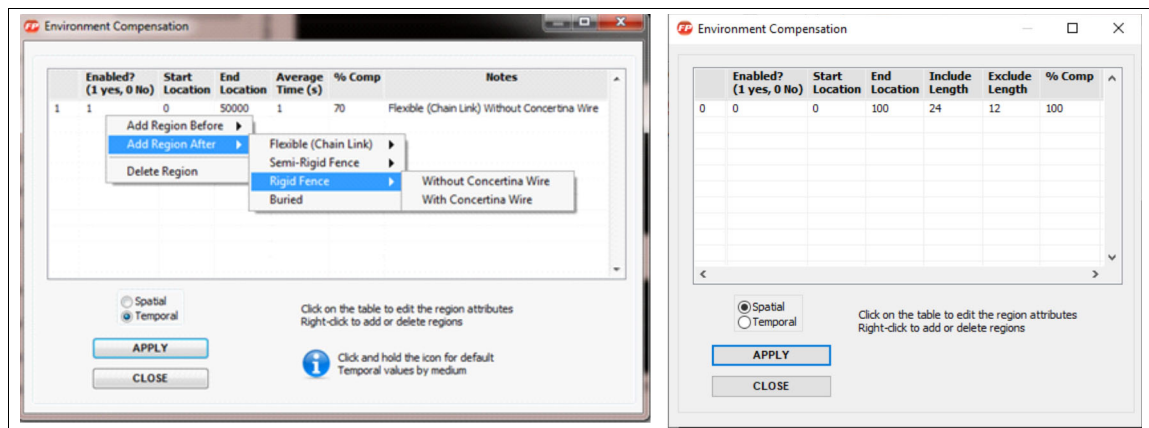 FP Environment Compensation
Enabled? (1 yes, 0 No) Start Location End Location Average Time (s) % Comp Notes
1 1 0 50000 1 70 Flexible (Chain Link) Without Concertina Wire
Add Region Before
Add Region After
Delete Region
Flexible (Chain Link)
Semi-Rigid Fence
Rigid Fence
Buried
Without Concertina Wire
With Concertina Wire
Spatial
Temporal
Click on the table to edit the region attributes
Right-click to add or delete regions
APPLY
CLOSE
Click and hold the icon for default
Temporal values by medium
FP Environment Compensation
Enabled? (1 yes, 0 No) Start Location End Location Include Length Exclude Length % Comp
0 0 0 100 24 12 100
Spatial
Temporal
Click on the table to edit the region attributes
Right-click to add or delete regions
APPLY
CLOSE